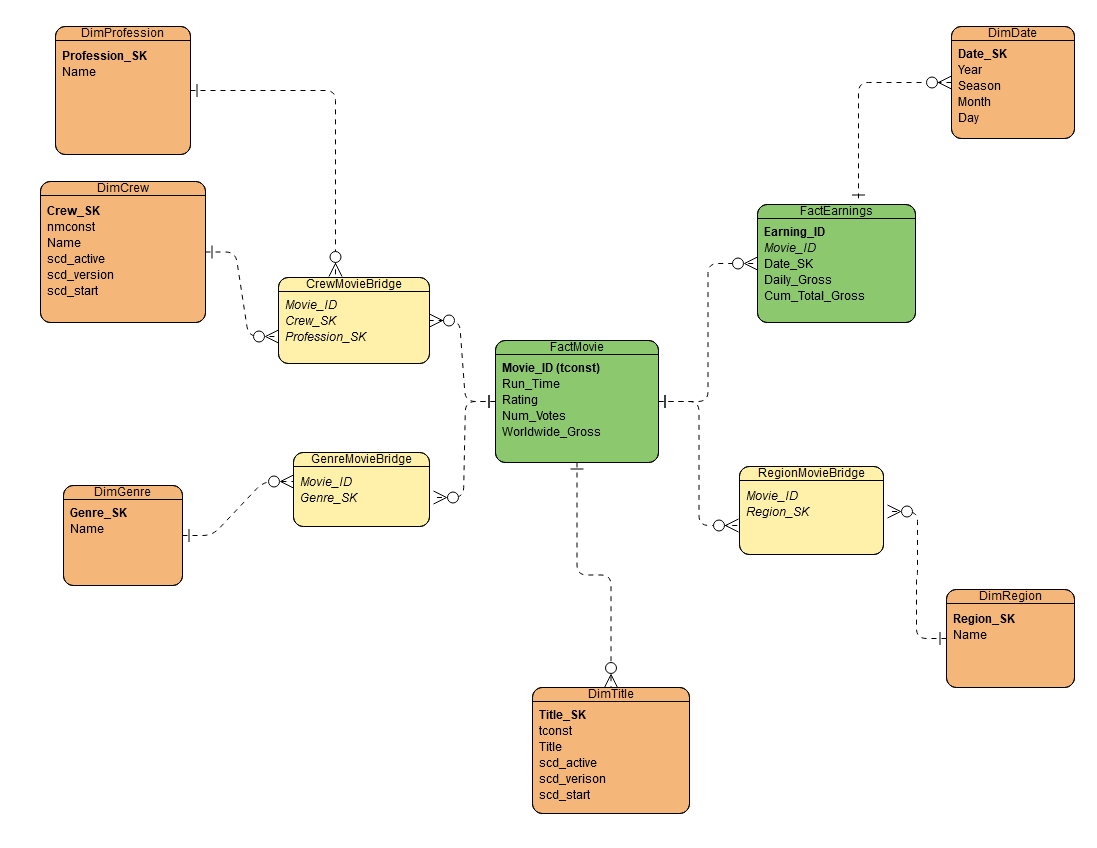 DimProfession
Profession_SK
Name
DimDate
Date_SK
Year
Season
Month
Day
DimCrew
Crew_SK
nmconst
Name
scd_active
scd_version
scd_start
FactEarnings
Earning_ID
Movie_ID
Date_SK
Daily_Gross
Cum_Total_Gross
CrewMovieBridge
Movie_ID
Crew_SK
Profession_SK
FactMovie
Movie_ID (tconst)
Run_Time
Rating
Num_Votes
Worldwide_Gross
GenreMovieBridge
Movie_ID
Genre_SK
RegionMovieBridge
Movie_ID
Region_SK
DimGenre
Genre_SK
Name
DimRegion
Region_SK
Name
DimTitle
Title_SK
tconst
Title
scd_active
scd_verison
scd_start